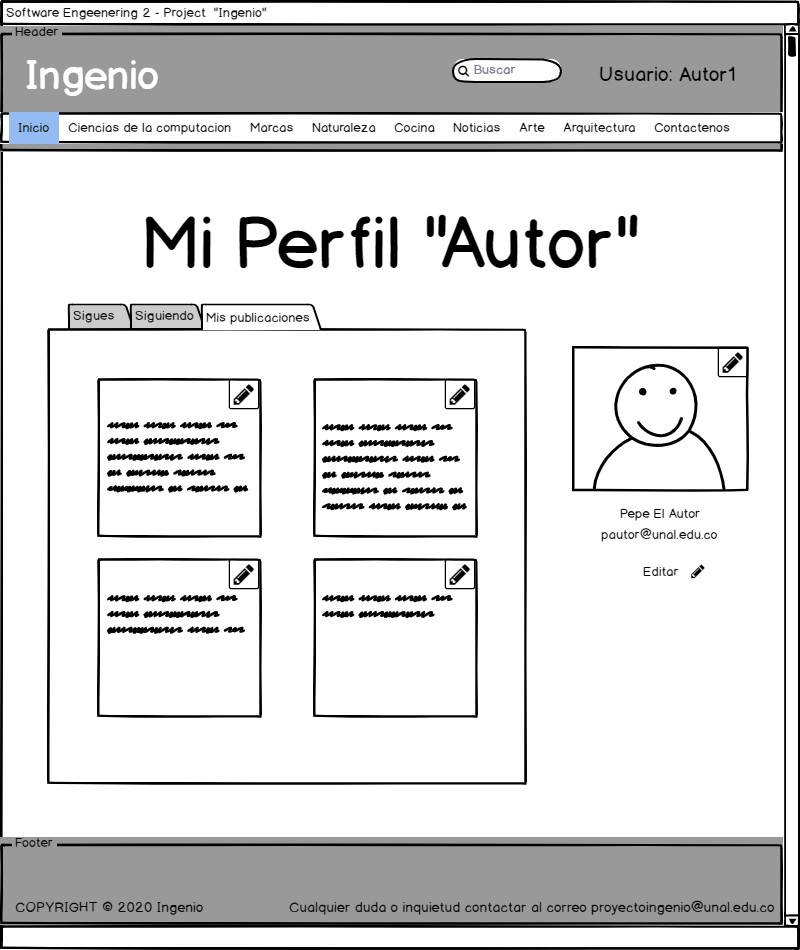 Software Engeenering 2 - Project "Ingenio"
Header
Ingenio
Buscar
Usuario: Autor1
Inicio Ciencias de la computacion Marcas Naturaleza Cocina Noticias Arte Arquitectura Contactenos
Mi Perfil "Autor"
Sigues Siguiendo Mis publicaciones
Pepe El Autor
pautor@unal.edu.co
Editar
Footer
COPYRIGHT © 2020 Ingenio
Cualquier duda o inquietud contactar al correo proyectoingenio@unal.edu.co